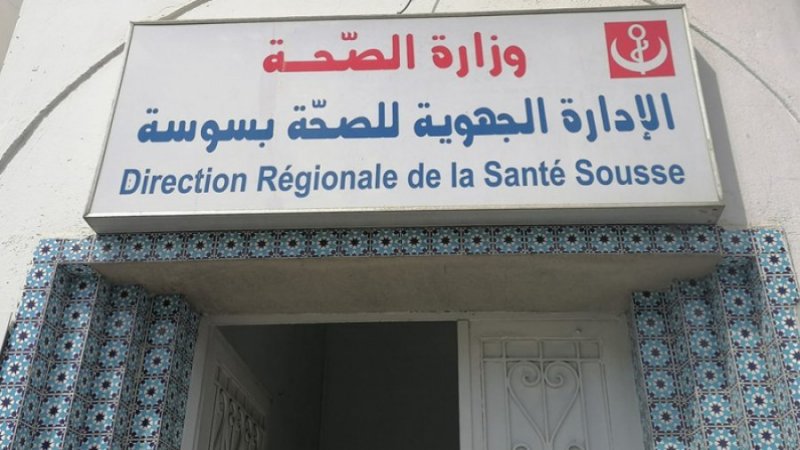 وزارة الصّحة
الإدارة الجهوية للصحّة بسوسة
Direction Régionale de la Santé Sousse